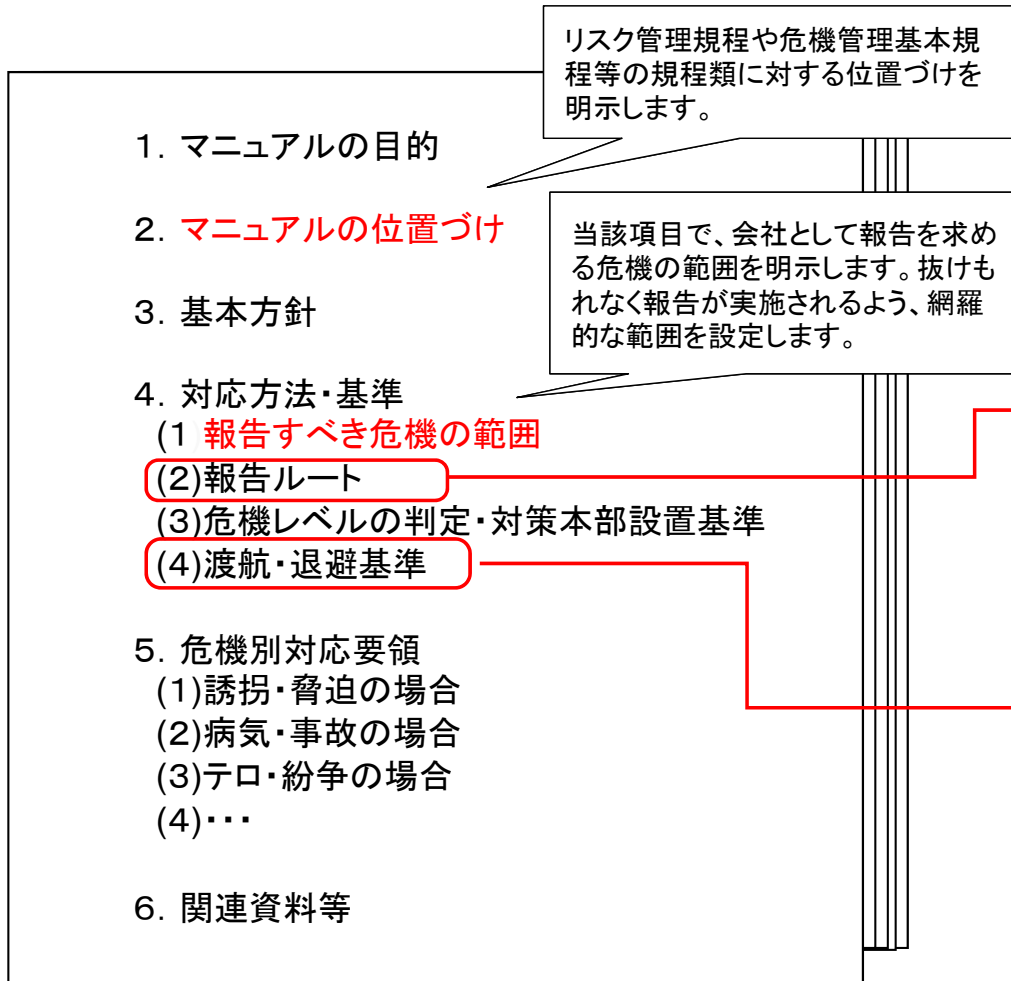 リスク管理規程や危機管理基本規
程等の規程類に対する位置づけを
明示します。
1. マニュアルの目的
2. マニュアルの位置づけ
当該項目で、会社として報告を求め
る危機の範囲を明示します。抜けも
れなく報告が実施されるよう、網羅
的な範囲を設定します。
3. 基本方針
4. 対応方法・基準
(1 報告すべき危機の範囲
(2)報告ルート
(3)危機レベルの判定・対策本部設置基準
(4)渡航・退避基準
5. 危機別対応要領
(1)誘拐・脅迫の場合
(2)病気・事故の場合
(3)テロ・紛争の場合
(4)・・・
6. 関連資料等